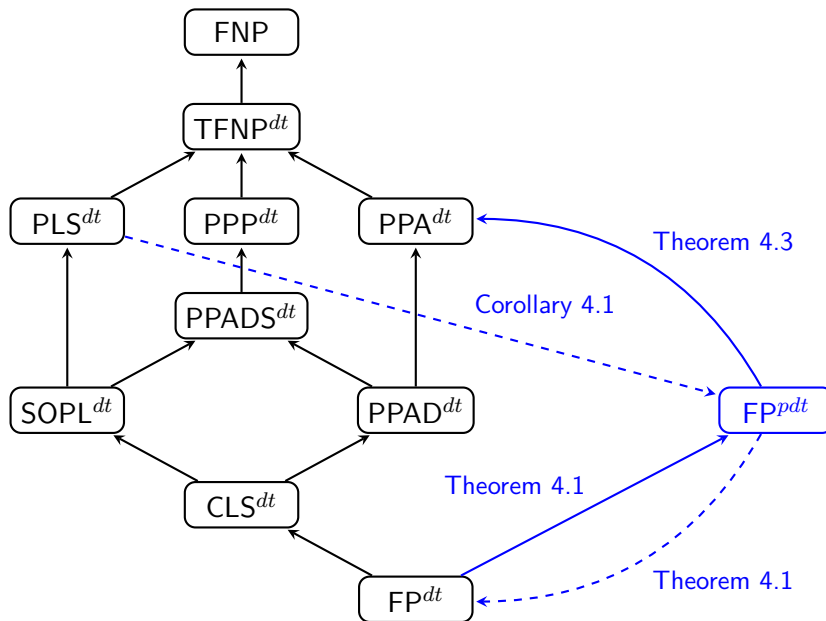 FNP
TFNP^{dt}
PLS^{dt}
PPP^{dt}
PPA^{dt}
Theorem 4.3
Corollary 4.1
PPADS^{dt}
SOPL^{dt}
PPAD^{dt}
FP^{pdt}
Theorem 4.1
CLS^{dt}
Theorem 4.1
FP^{dt}